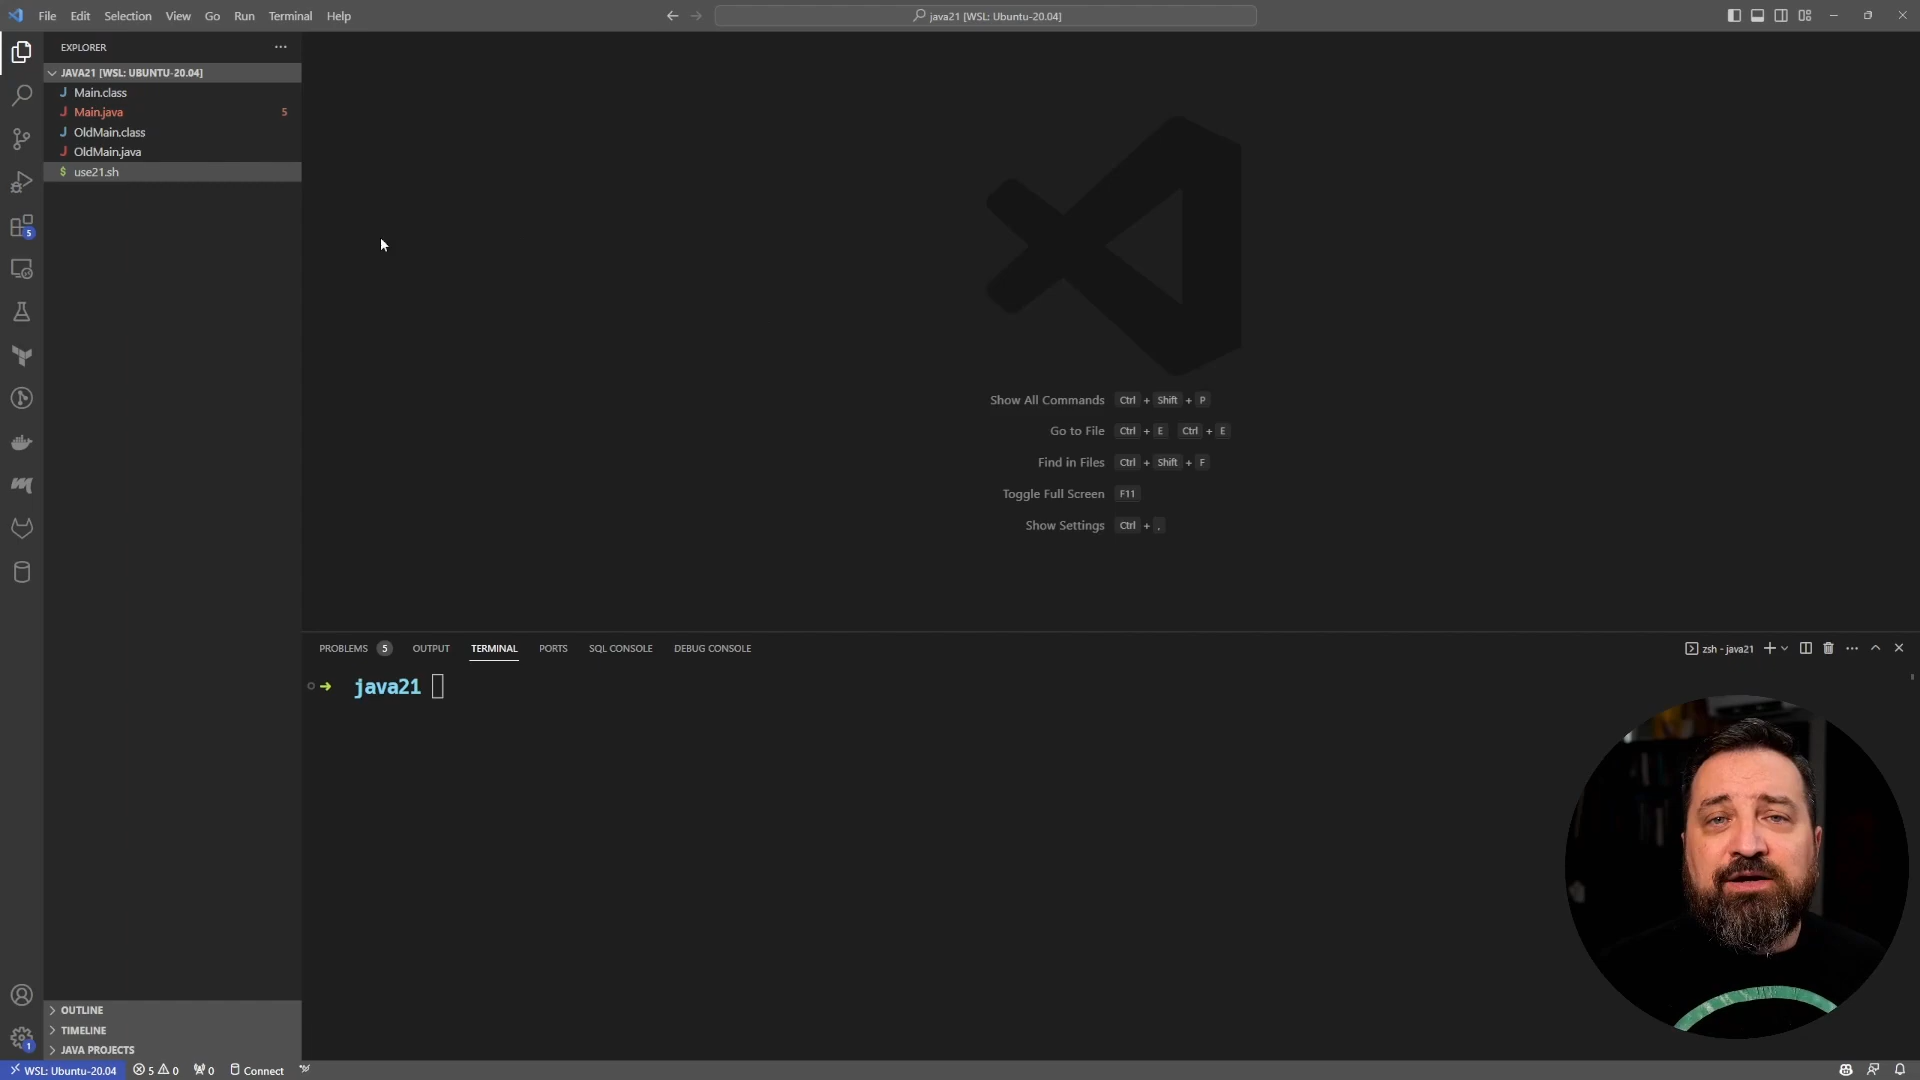 File Edit Selection View Go Run Terminal Help
java21 [WSL: Ubuntu-20.04]
EXPLORER
JAVA21 [WSL: UBUNTU-20.04]
J Main.class
J Main.java 5
J OldMain.class
J OldMain.java
$ use21.sh
5
Show All Commands Ctrl + Shift + P
Go to File Ctrl + E Ctrl + E
Find in Files Ctrl + Shift + F
Toggle Full Screen F11
Show Settings Ctrl + ,
PROBLEMS 5 OUTPUT TERMINAL PORTS SQL CONSOLE DEBUG CONSOLE
zsh - java21
java21
OUTLINE
TIMELINE
JAVA PROJECTS
1
WSL: Ubuntu-20.04 5 0 0 Connect